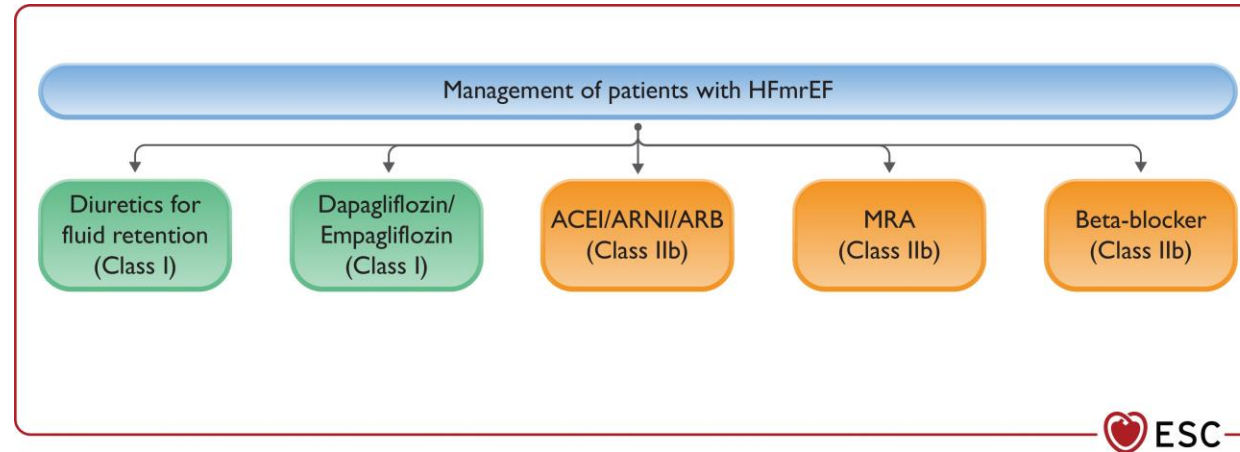 Management of patients with HFmrEF
Diuretics for
fluid retention
(Class I)
Dapagliflozin/
Empagliflozin
(Class I)
ACEI/ARNI/ARB
(Class IIb)
MRA
(Class IIb)
Beta-blocker
(Class IIb)
ESC